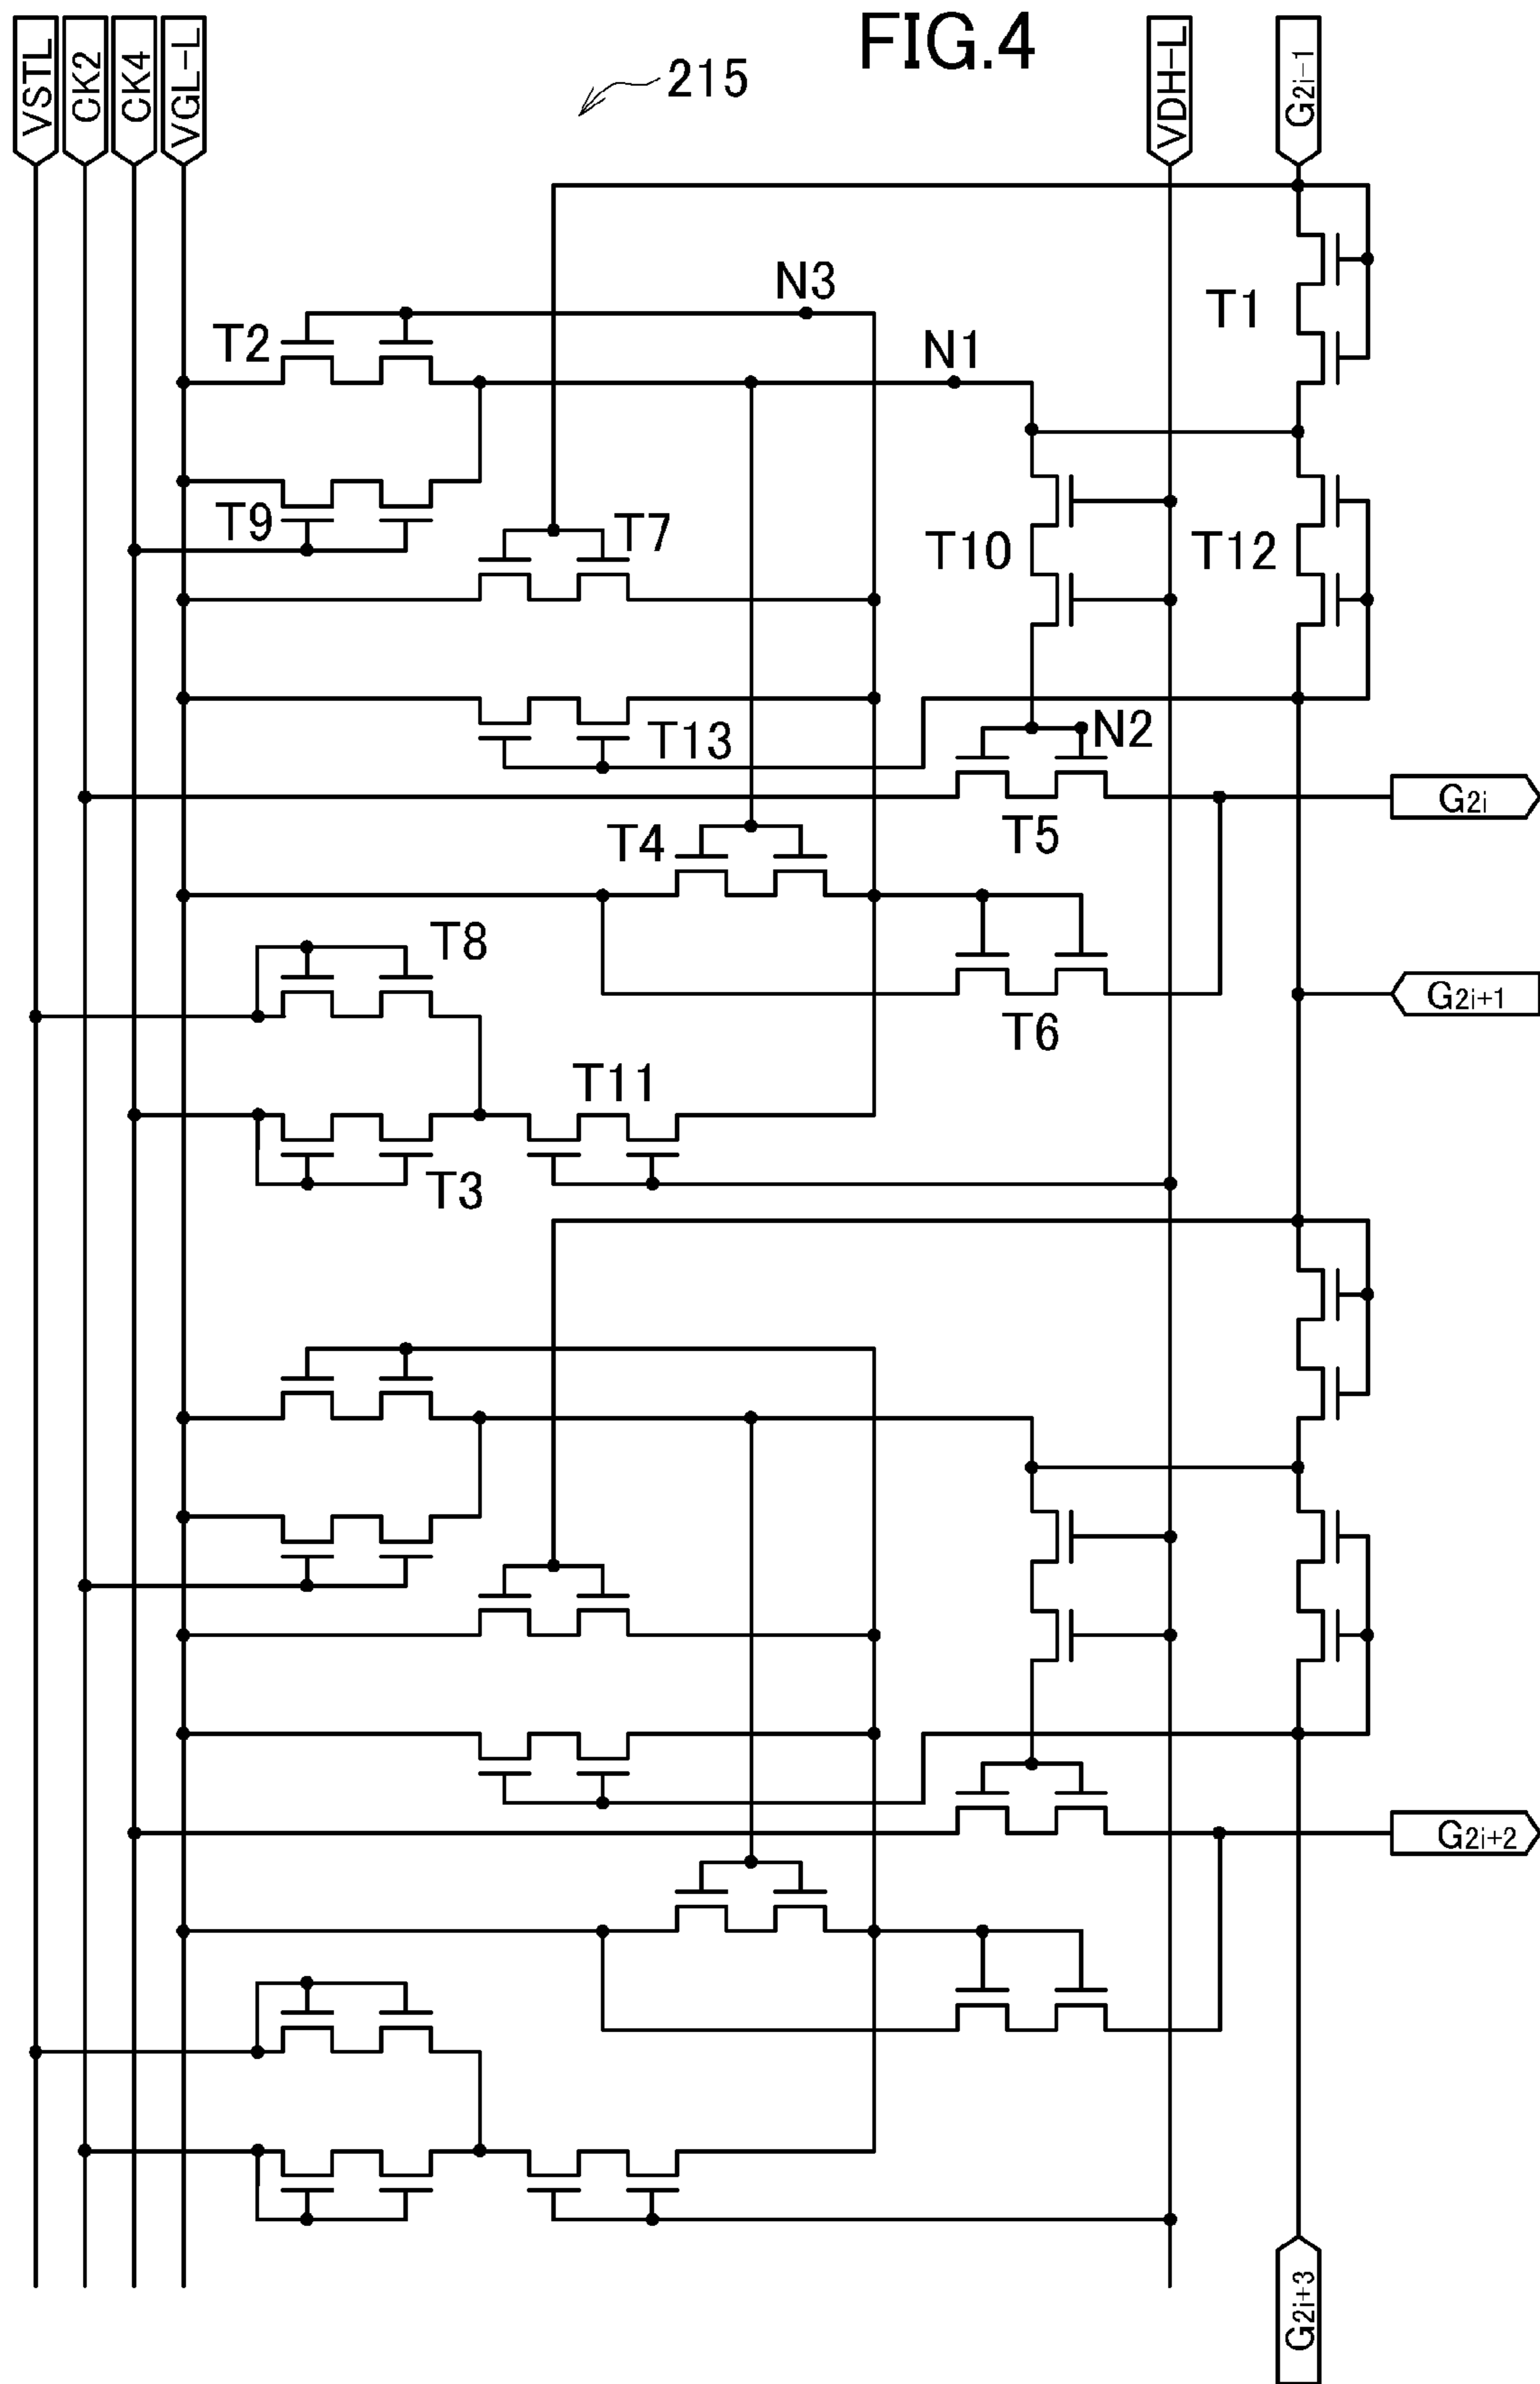 FIG.4
215
VSTL
CK2
CK4
VGL-L
VDH-L
G2i-1
N3
T1
T2
N1
T9
T7
T10
T12
T13
N2
G2i
T4
T5
T8
G2i+1
T6
T11
T3
G2i+2
G2i+3